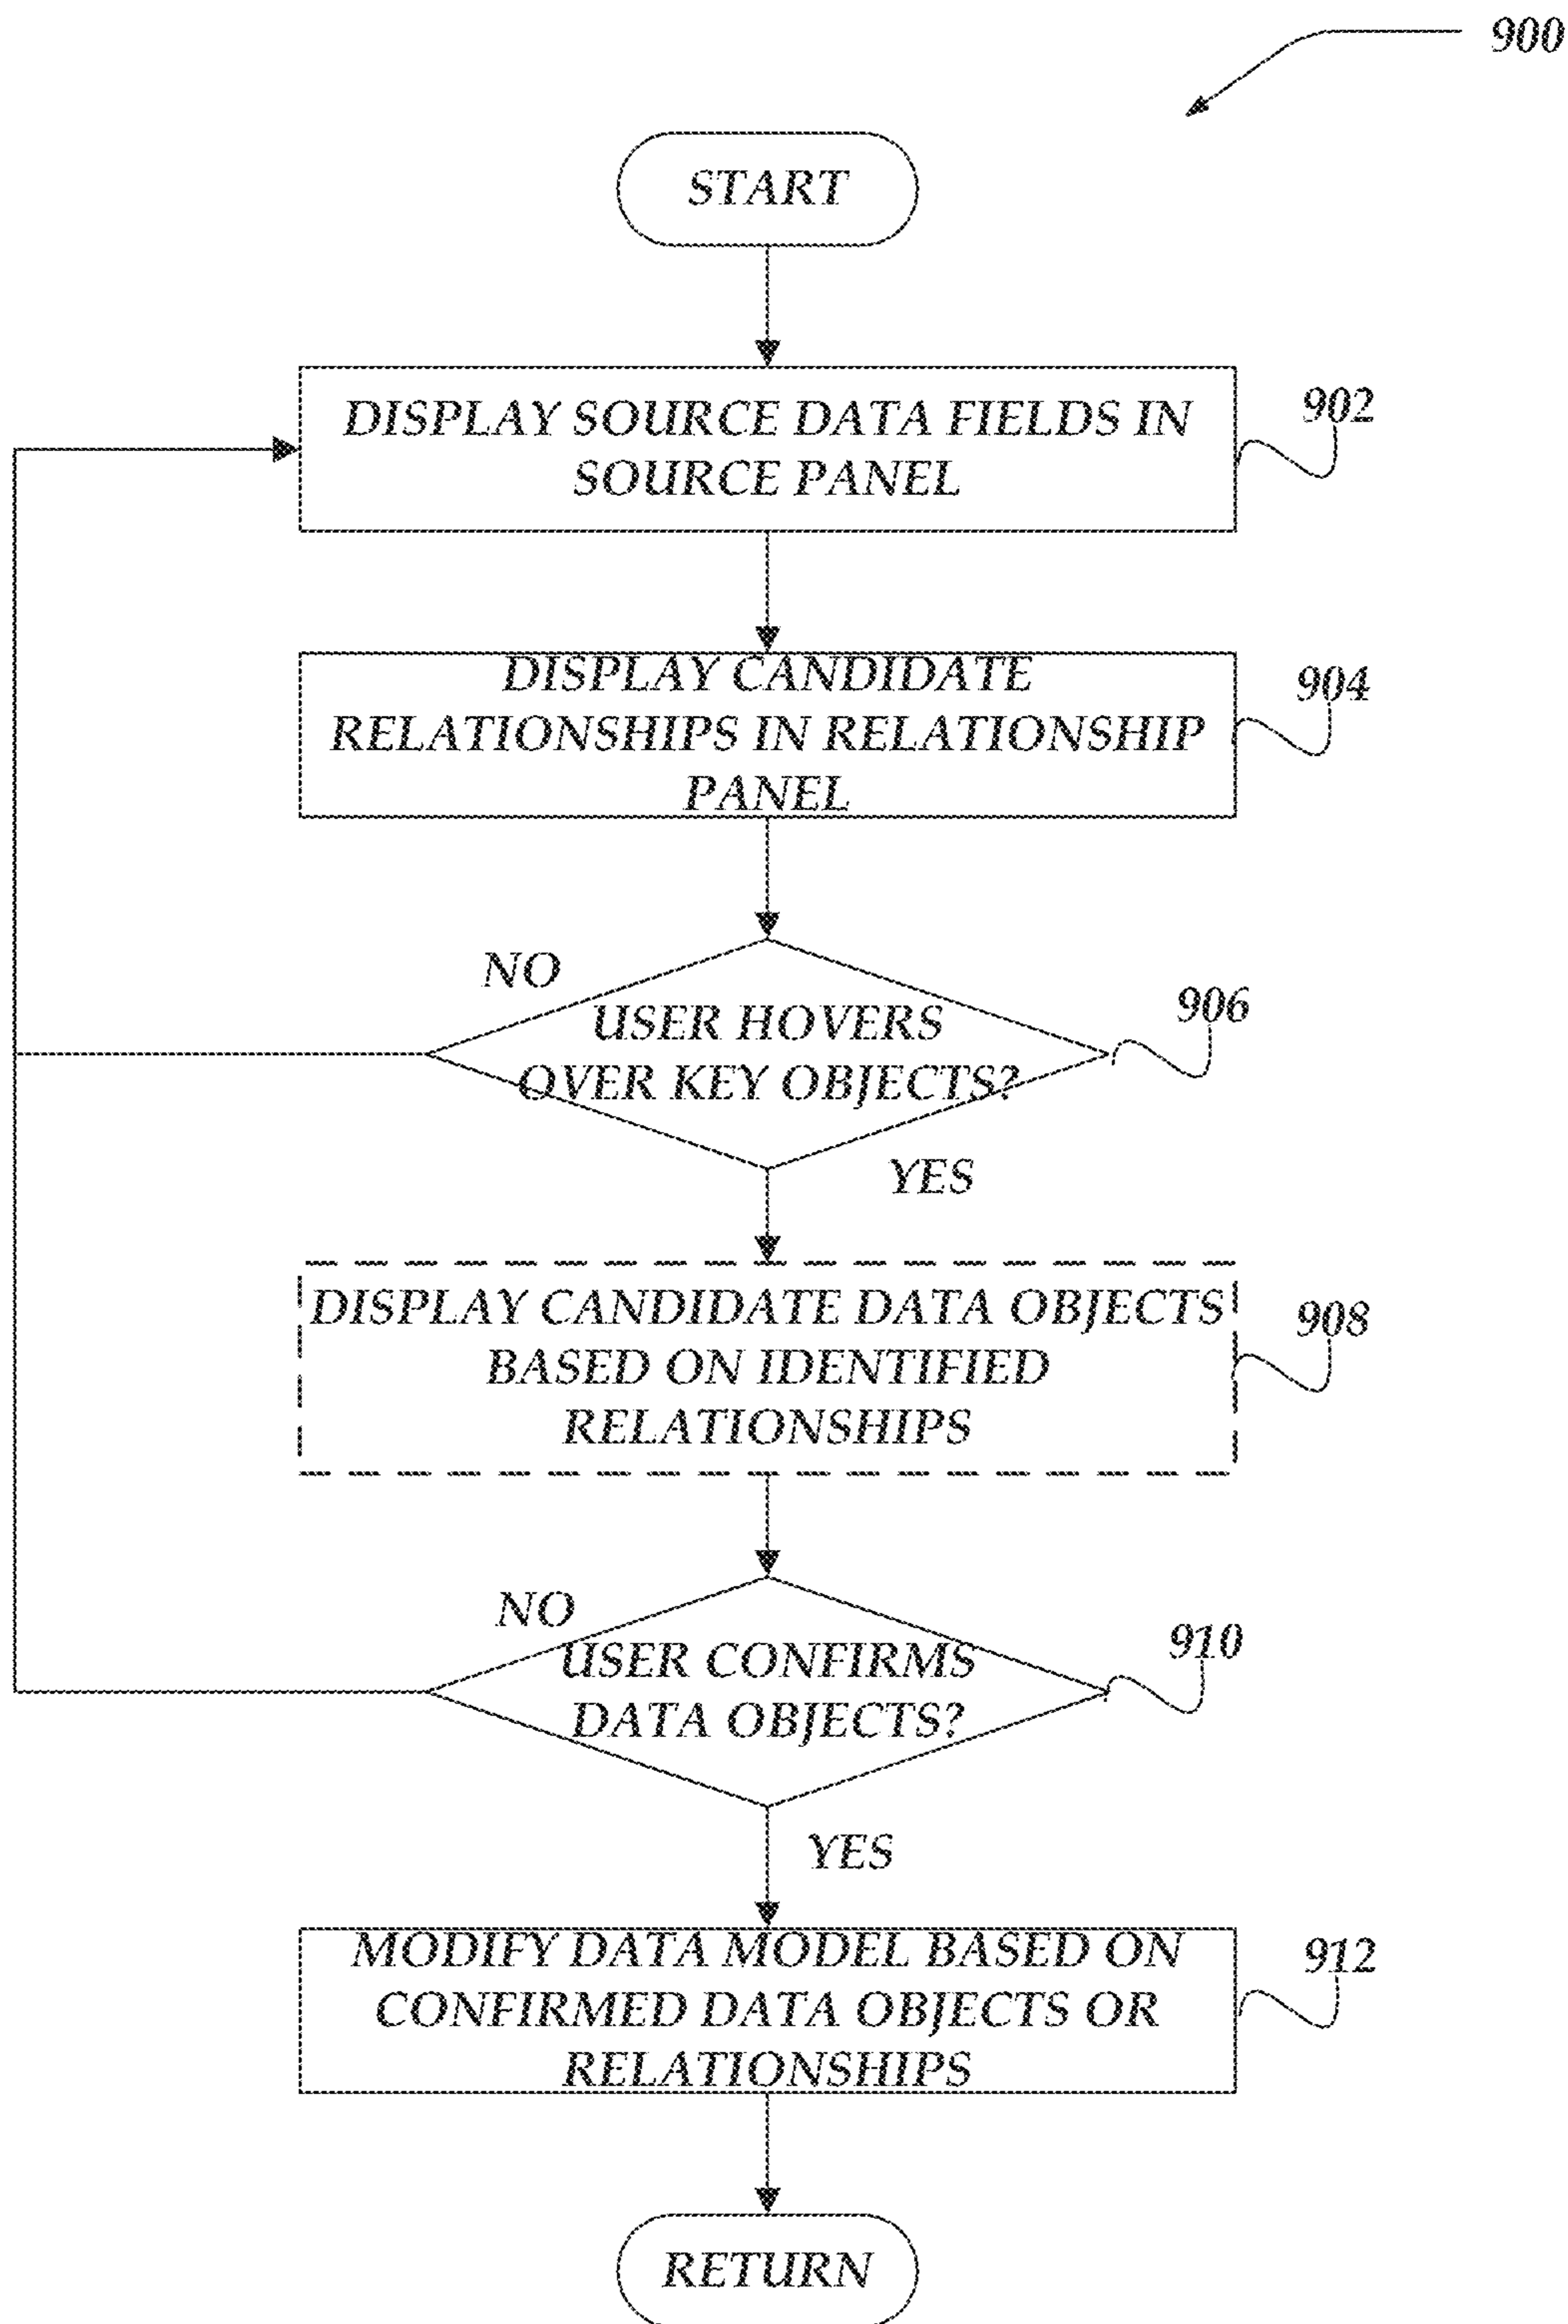 900
START
DISPLAY SOURCE DATA FIELDS IN
SOURCE PANEL
902
DISPLAY CANDIDATE
RELATIONSHIPS IN RELATIONSHIP
PANEL
904
NO
USER HOVERS
OVER KEY OBJECTS?
906
YES
DISPLAY CANDIDATE DATA OBJECTS
BASED ON IDENTIFIED
RELATIONSHIPS
908
NO
USER CONFIRMS
DATA OBJECTS?
910
YES
MODIFY DATA MODEL BASED ON
CONFIRMED DATA OBJECTS OR
RELATIONSHIPS
912
RETURN